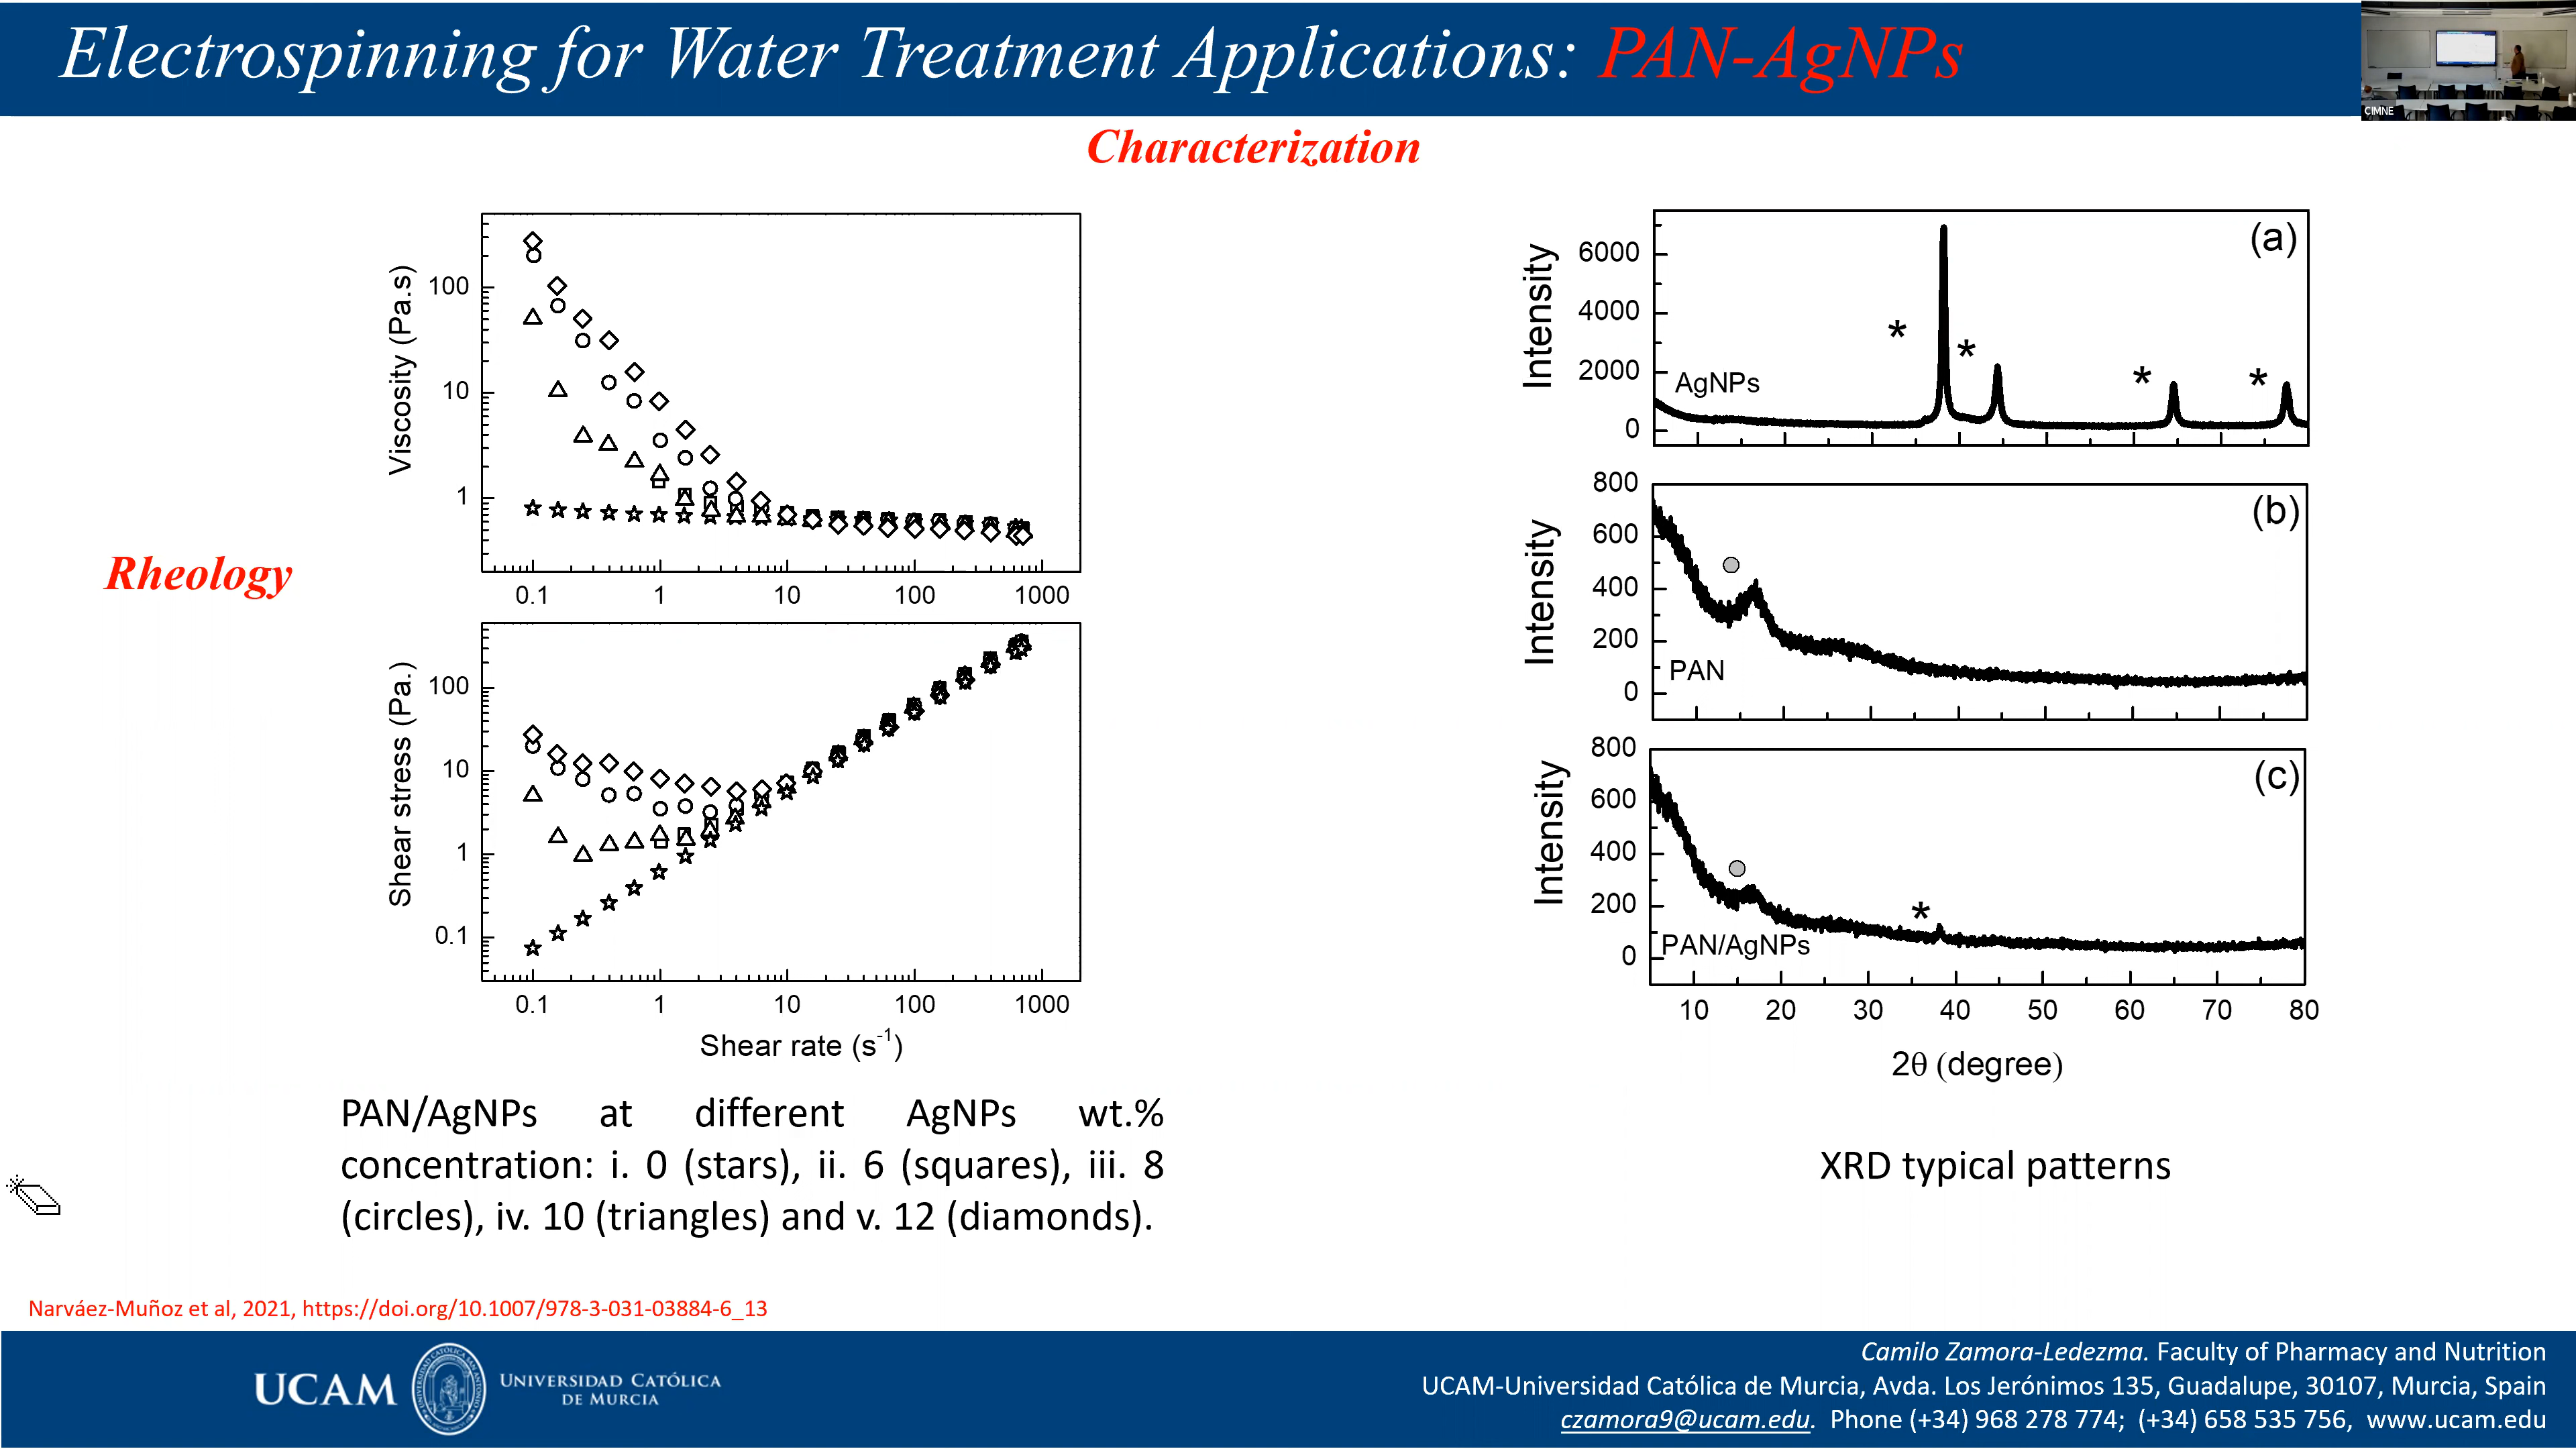 Electrospinning for Water Treatment Applications: PAN-AgNPs
CIMNE
Characterization
Rheology
Viscosity (Pa.s)
100
10
1
0.1 1 10 100 1000
Shear stress (Pa.)
100
10
1
0.1
0.1 1 10 100 1000
Shear rate (s⁻¹)
PAN/AgNPs at different AgNPs wt.%
concentration: i. 0 (stars), ii. 6 (squares), iii. 8
(circles), iv. 10 (triangles) and v. 12 (diamonds).
Intensity
6000
4000
2000
0
(a)
* * * *
AgNPs
Intensity
800
600
400
200
0
(b)
PAN
Intensity
800
600
400
200
0
(c)
*
PAN/AgNPs
10 20 30 40 50 60 70 80
2θ (degree)
XRD typical patterns
Narváez-Muñoz et al, 2021, https://doi.org/10.1007/978-3-031-03884-6_13
UCAM
UNIVERSIDAD CATÓLICA
DE MURCIA
Camilo Zamora-Ledezma. Faculty of Pharmacy and Nutrition
UCAM-Universidad Católica de Murcia, Avda. Los Jerónimos 135, Guadalupe, 30107, Murcia, Spain
czamora9@ucam.edu. Phone (+34) 968 278 774; (+34) 658 535 756, www.ucam.edu